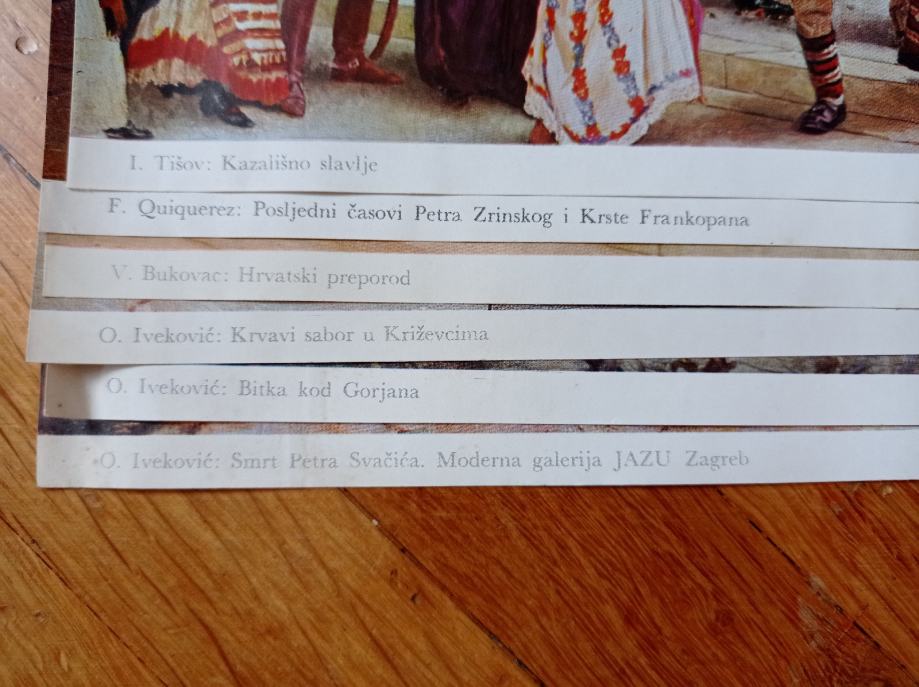 I. Tišov: Kazališno slavlje
F. Quiquerez: Posljedni časovi Petra Zrinskog i Krste Frankopana
V. Bukovac: Hrvatski preporod
O. Iveković: Krvavi sabor u Križevcima
O. Iveković: Bitka kod Gorjana
O. Iveković: Smrt Petra Svačića. Moderna galerija JAZU Zagreb